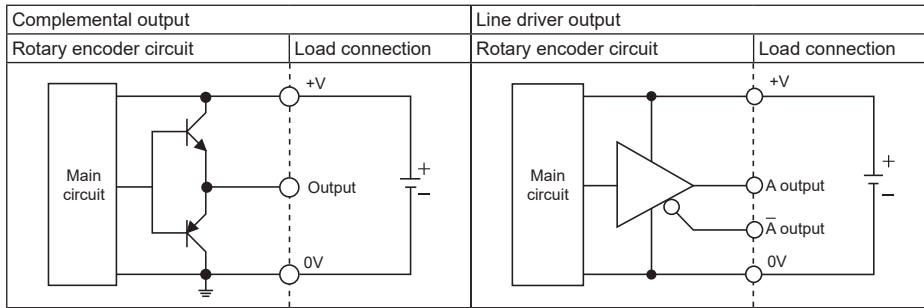 Complemental output
Line driver output
Rotary encoder circuit
Load connection
Rotary encoder circuit
Load connection
+V
Main
circuit
Output
+
−
0V
+V
Main
circuit
A output
A̅ output
+
−
0V